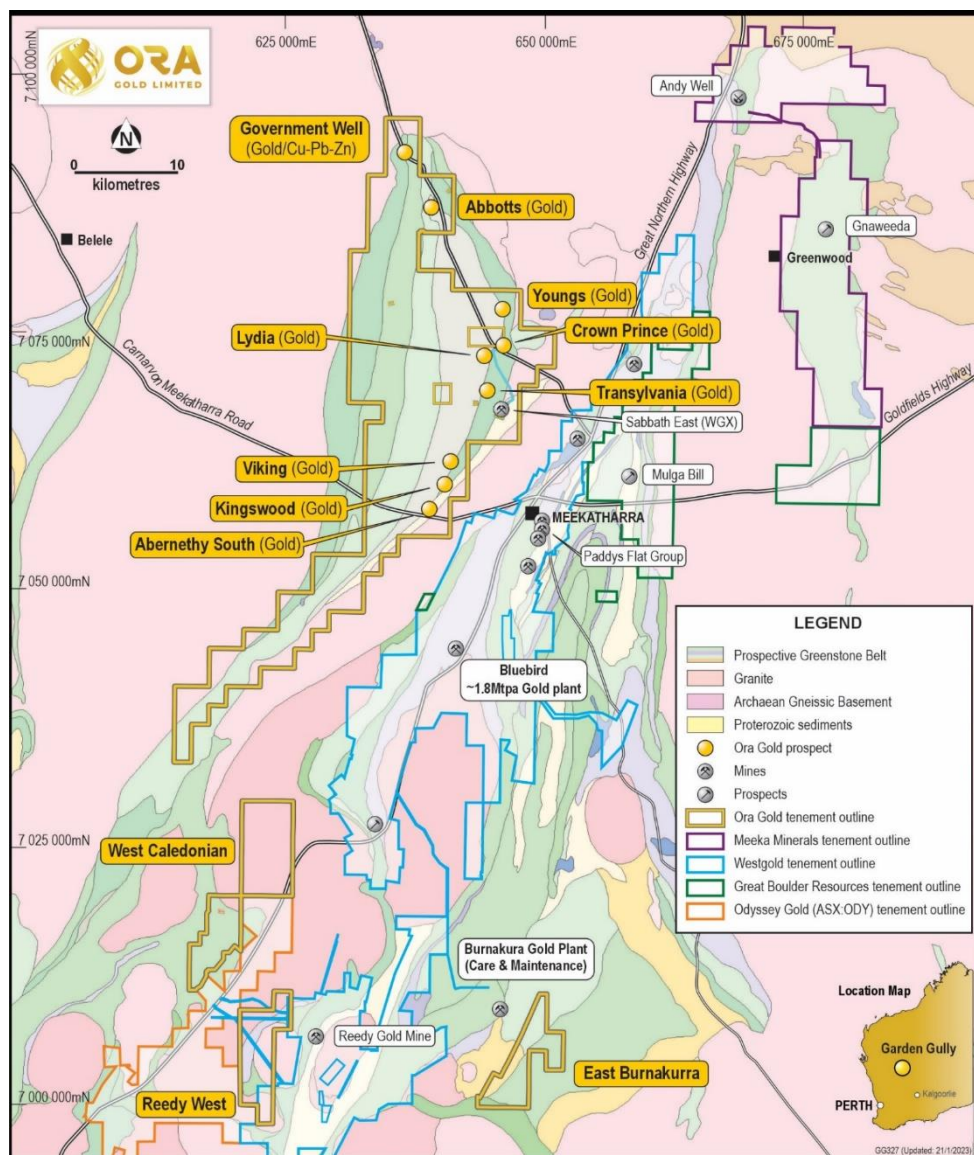 ORA
GOLD LIMITED
625 000mE
650 000mE
675 000mE
7 100 000mN
N
0 10
kilometres
Government Well
(Gold/Cu-Pb-Zn)
Andy Well
Great Northern Highway
Abbotts (Gold)
Belele
Gnaweeda
Greenwood
Youngs (Gold)
Crown Prince (Gold)
Lydia (Gold)
7 075 000mN
Carnarvon Meekatharra Road
Transylvania (Gold)
Goldfields Highway
Sabbath East (WGX)
Viking (Gold)
Mulga Bill
Kingswood (Gold)
MEEKATHARRA
Abernethy South (Gold)
Paddys Flat Group
7 050 000mN
Bluebird
~1.8Mtpa Gold plant
LEGEND
Prospective Greenstone Belt
Granite
Archaean Gneissic Basement
Proterozoic sediments
Ora Gold prospect
Mines
Prospects
Ora Gold tenement outline
Meeka Minerals tenement outline
Westgold tenement outline
Great Boulder Resources tenement outline
Odyssey Gold (ASX:ODY) tenement outline
7 025 000mN
West Caledonian
Burnakura Gold Plant
(Care & Maintenance)
Reedy Gold Mine
East Burnakurra
Reedy West
7 000 000mN
Location Map
Garden Gully
Kalgoorlie
PERTH
GG327 (Updated: 21/1/2023)